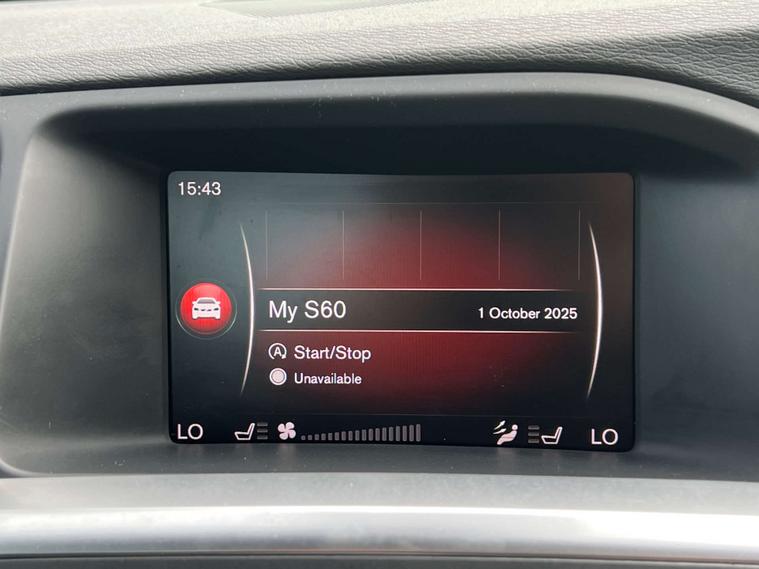 15:43
My S60 1 October 2025
A Start/Stop
Unavailable
LO LO